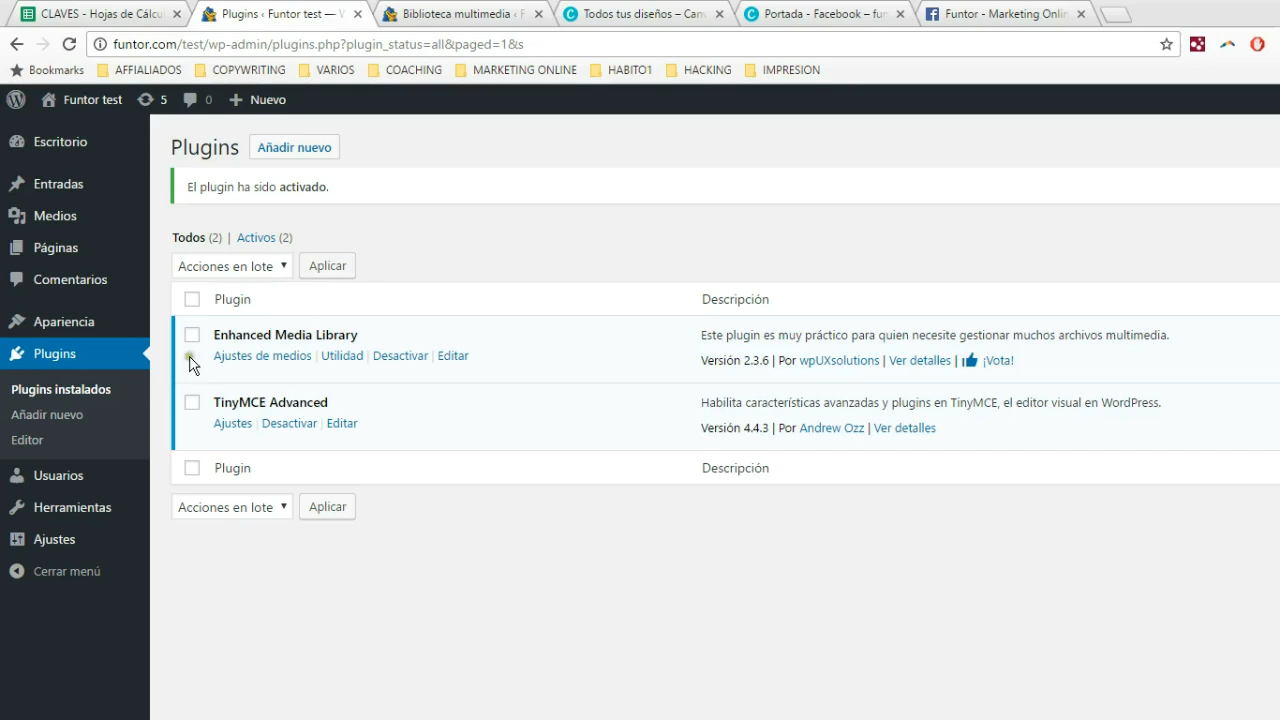 CLAVES - Hojas de Cálcu
Plugins ‹ Funtor test —
Biblioteca multimedia ‹ F
Todos tus diseños – Can
Portada - Facebook – fun
Funtor - Marketing Onlin
funtor.com/test/wp-admin/plugins.php?plugin_status=all&paged=1&s
Bookmarks AFFIALIADOS COPYWRITING VARIOS COACHING MARKETING ONLINE HABITO1 HACKING IMPRESION
Funtor test 5 0 Nuevo
Escritorio
Entradas
Medios
Páginas
Comentarios
Apariencia
Plugins
Plugins instalados
Añadir nuevo
Editor
Usuarios
Herramientas
Ajustes
Cerrar menú
Plugins Añadir nuevo
El plugin ha sido activado.
Todos (2) | Activos (2)
Acciones en lote Aplicar
Plugin Descripción
Enhanced Media Library
Ajustes de medios | Utilidad | Desactivar | Editar
Este plugin es muy práctico para quien necesite gestionar muchos archivos multimedia.
Versión 2.3.6 | Por wpUXsolutions | Ver detalles | ¡Vota!
TinyMCE Advanced
Ajustes | Desactivar | Editar
Habilita características avanzadas y plugins en TinyMCE, el editor visual en WordPress.
Versión 4.4.3 | Por Andrew Ozz | Ver detalles
Plugin Descripción
Acciones en lote Aplicar